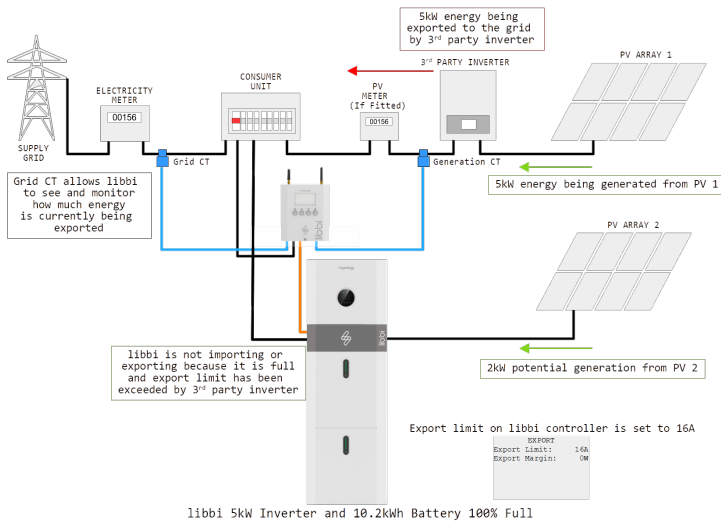 5kW energy being
exported to the grid
by 3rd party inverter
PV ARRAY 1
3rd PARTY INVERTER
CONSUMER
UNIT
PV
METER
(If Fitted)
ELECTRICITY
METER
00156
00156
SUPPLY
GRID
Grid CT
Generation CT
Grid CT allows libbi
to see and monitor
how much energy
is currently being
exported
5kW energy being generated from PV 1
libbi
PV ARRAY 2
libbi
libbi is not importing or
exporting because it is full
and export limit has been
exceeded by 3rd party inverter
2kW potential generation from PV 2
Export limit on libbi controller is set to 16A
EXPORT
Export Limit: 16A
Export Margin: 0W
libbi 5kW Inverter and 10.2kWh Battery 100% Full